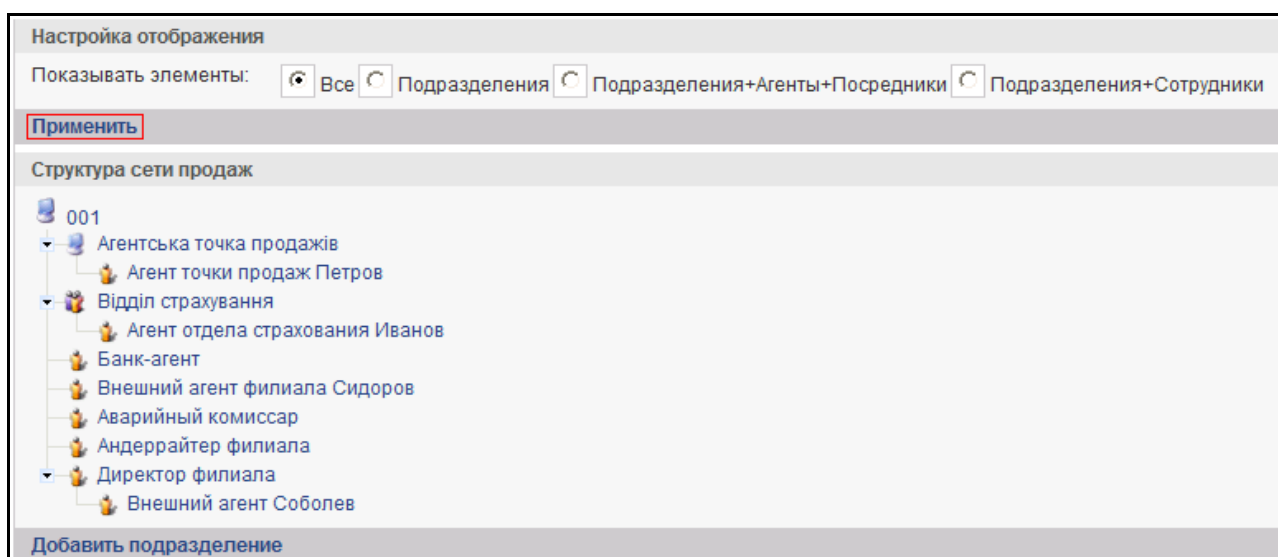 Настройка отображения
Показывать элементы: Все Подразделения Подразделения+Агенты+Посредники Подразделения+Сотрудники
Применить
Структура сети продаж
001
Агентська точка продажів
Агент точки продаж Петров
Відділ страхування
Агент отдела страхования Иванов
Банк-агент
Внешний агент филиала Сидоров
Аварийный комиссар
Андеррайтер филиала
Директор филиала
Внешний агент Соболев
Добавить подразделение